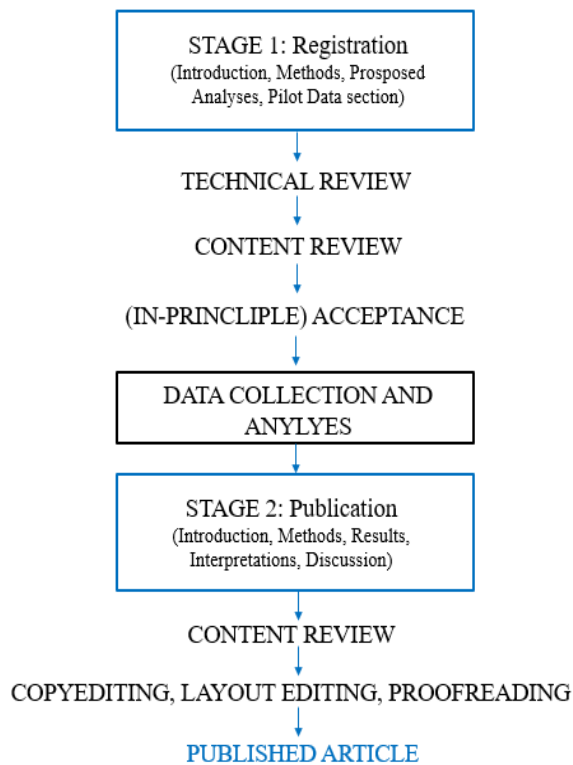 STAGE 1: Registration
(Introduction, Methods, Prosposed
Analyses, Pilot Data section)
TECHNICAL REVIEW
CONTENT REVIEW
(IN-PRINCLIPLE) ACCEPTANCE
DATA COLLECTION AND
ANYLYES
STAGE 2: Publication
(Introduction, Methods, Results,
Interpretations, Discussion)
CONTENT REVIEW
COPYEDITING, LAYOUT EDITING, PROOFREADING
PUBLISHED ARTICLE